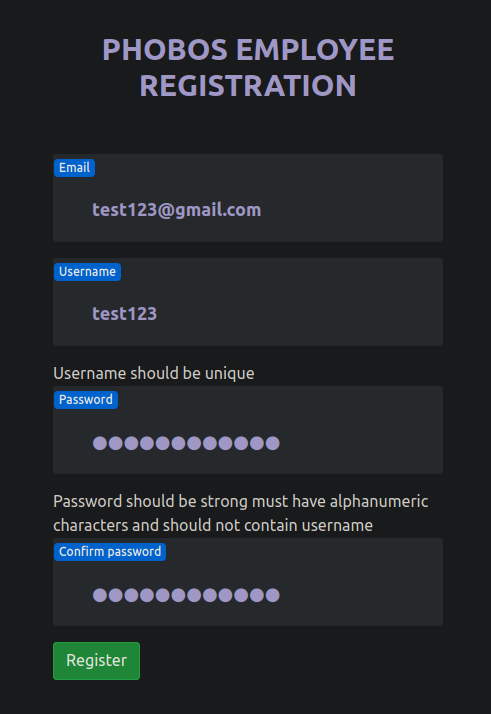 PHOBOS EMPLOYEE
REGISTRATION
Email
test123@gmail.com
Username
test123
Username should be unique
Password
●●●●●●●●●●●●
Password should be strong must have alphanumeric
characters and should not contain username
Confirm password
●●●●●●●●●●●●
Register